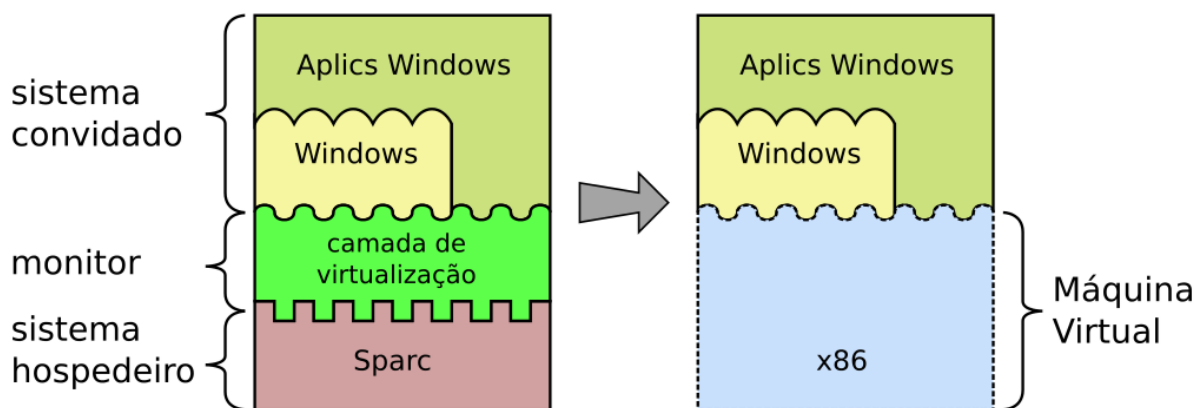 sistema
convidado
monitor
sistema
hospedeiro
Aplics Windows
Windows
camada de
virtualização
Sparc
Aplics Windows
Windows
x86
Máquina
Virtual